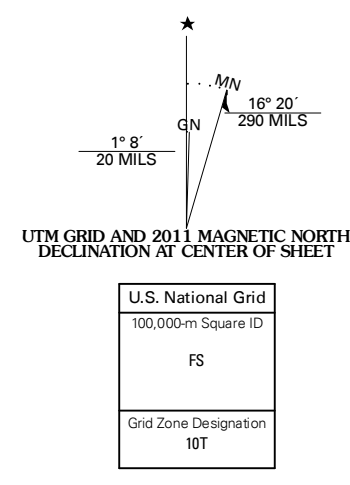 MN
GN
16° 20´
290 MILS
1° 8´
20 MILS
UTM GRID AND 2011 MAGNETIC NORTH
DECLINATION AT CENTER OF SHEET
U.S. National Grid
100,000-m Square ID
FS
Grid Zone Designation
10T